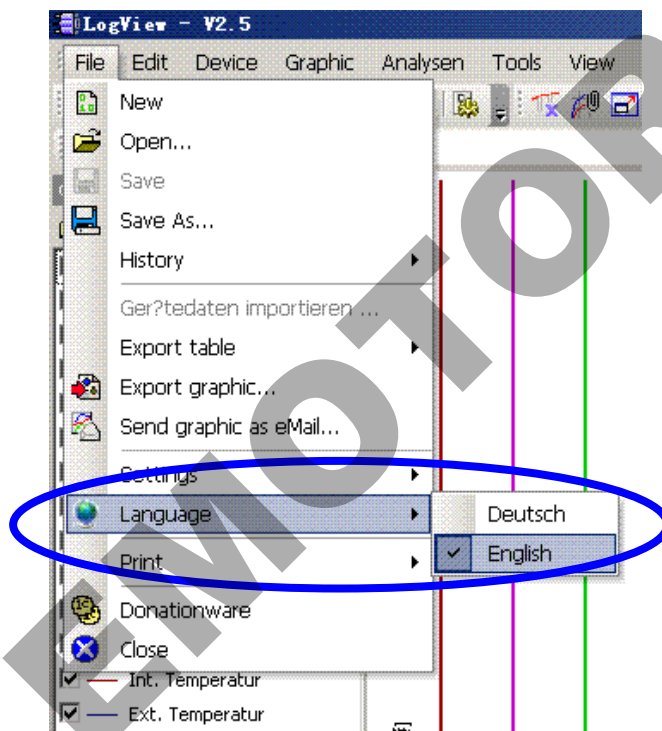 LogView - V2.5
File Edit Device Graphic Analysen Tools View
New
Open...
Save
Save As...
History
Ger?tedaten importieren ...
Export table
Export graphic...
Send graphic as eMail...
Settings
Language
Deutsch
English
Print
Donationware
Close
Int. Temperatur
Ext. Temperatur
EMOTOR